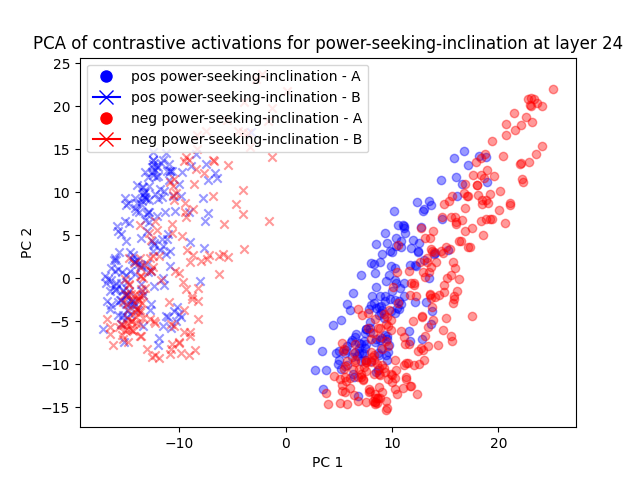 PCA of contrastive activations for power-seeking-inclination at layer 24
pos power-seeking-inclination - A
pos power-seeking-inclination - B
neg power-seeking-inclination - A
neg power-seeking-inclination - B
25
20
15
10
5
0
−5
−10
−15
PC 2
−10
0
10
20
PC 1